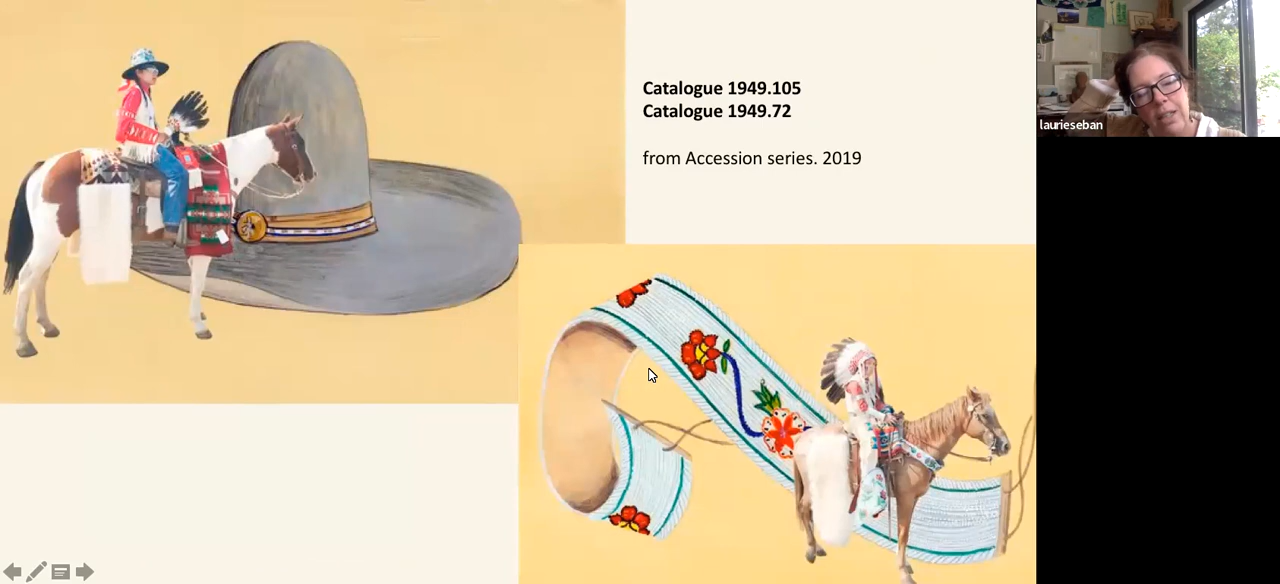 Catalogue 1949.105
Catalogue 1949.72
from Accession series. 2019
laurieseban